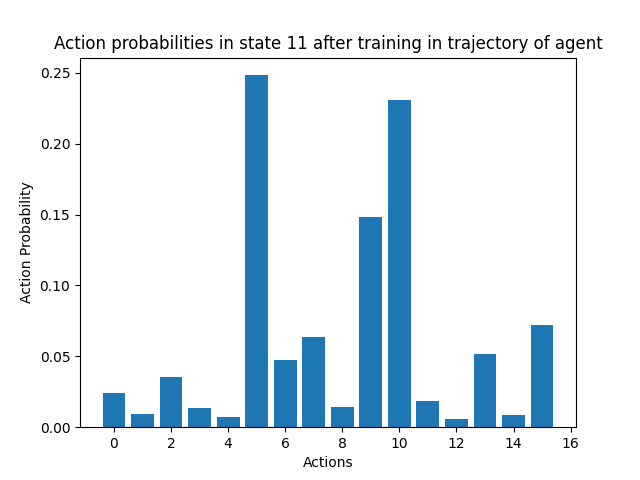 Action probabilities in state 11 after training in trajectory of agent
0.25
0.20
0.15
0.10
0.05
0.00
Action Probability
0 2 4 6 8 10 12 14 16
Actions